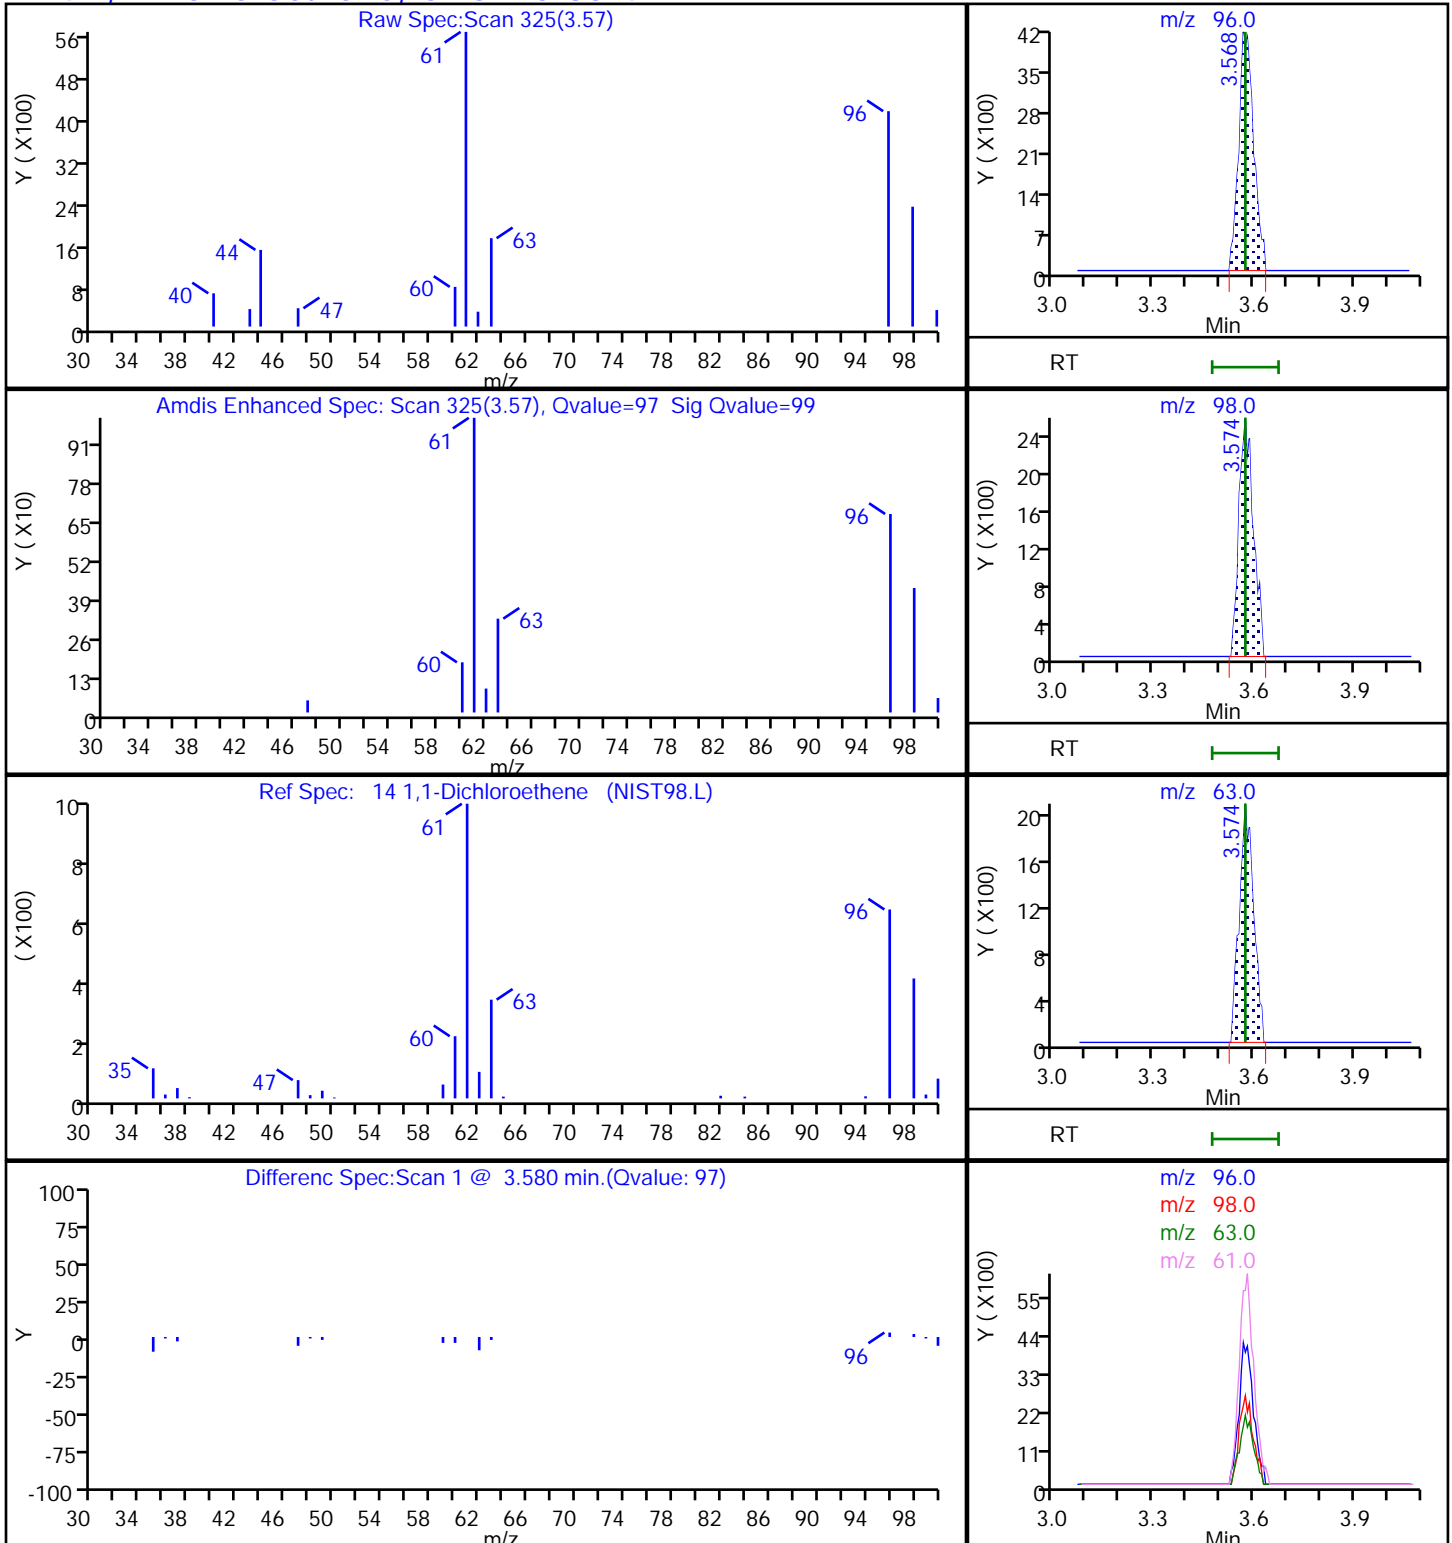 Raw Spec:Scan 325(3.57)
Y ( X100)
56
48
40
32
24
16
8
0
61
96
44
63
40
60
47
30 34 38 42 46 50 54 58 62 66 70 74 78 82 86 90 94 98
m/z
m/z 96.0
Y ( X100)
42
35
28
21
14
7
0
3.568
3.0 3.3 3.6 3.9
Min
RT
Amdis Enhanced Spec: Scan 325(3.57), Qvalue=97 Sig Qvalue=99
Y ( X10)
91
78
65
52
39
26
13
0
61
96
63
60
30 34 38 42 46 50 54 58 62 66 70 74 78 82 86 90 94 98
m/z
m/z 98.0
Y ( X100)
24
20
16
12
8
4
0
3.574
3.0 3.3 3.6 3.9
Min
RT
Ref Spec: 14 1,1-Dichloroethene (NIST98.L)
( X100)
10
8
6
4
2
0
61
96
63
60
35
47
30 34 38 42 46 50 54 58 62 66 70 74 78 82 86 90 94 98
m/z 63.0
Y ( X100)
20
16
12
8
4
0
3.574
3.0 3.3 3.6 3.9
Min
RT
Differenc Spec:Scan 1 @ 3.580 min.(Qvalue: 97)
Y
100
75
50
25
0
-25
-50
-75
-100
96
30 34 38 42 46 50 54 58 62 66 70 74 78 82 86 90 94 98
m/z
m/z 96.0
m/z 98.0
m/z 63.0
m/z 61.0
Y ( X100)
55
44
33
22
11
0
3.0 3.3 3.6 3.9
Min